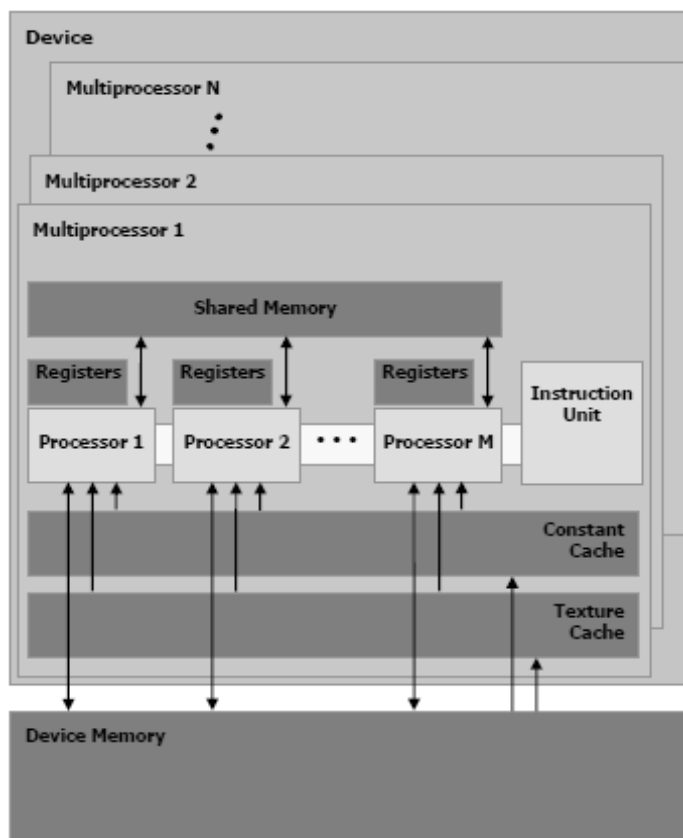 Device
Multiprocessor N
Multiprocessor 2
Multiprocessor 1
Shared Memory
Registers Registers Registers
Instruction
Unit
Processor 1 Processor 2 • • • Processor M
Constant
Cache
Texture
Cache
Device Memory